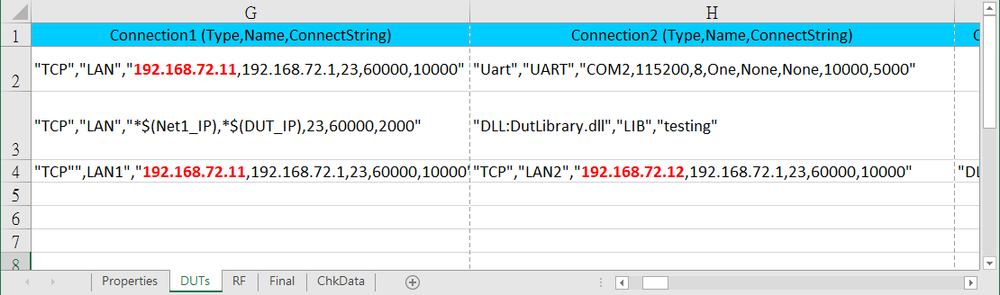 G H
1 Connection1 (Type,Name,ConnectString) Connection2 (Type,Name,ConnectString)
2 "TCP","LAN","192.168.72.11,192.168.72.1,23,60000,10000" "Uart","UART","COM2,115200,8,One,None,None,10000,5000"
3 "TCP","LAN","*$(Net1_IP),*$(DUT_IP),23,60000,2000" "DLL:DutLibrary.dll","LIB","testing"
4 "TCP"",LAN1","192.168.72.11,192.168.72.1,23,60000,10000" "TCP","LAN2","192.168.72.12,192.168.72.1,23,60000,10000" "DL
5
6
7
8
Properties DUTs RF Final ChkData